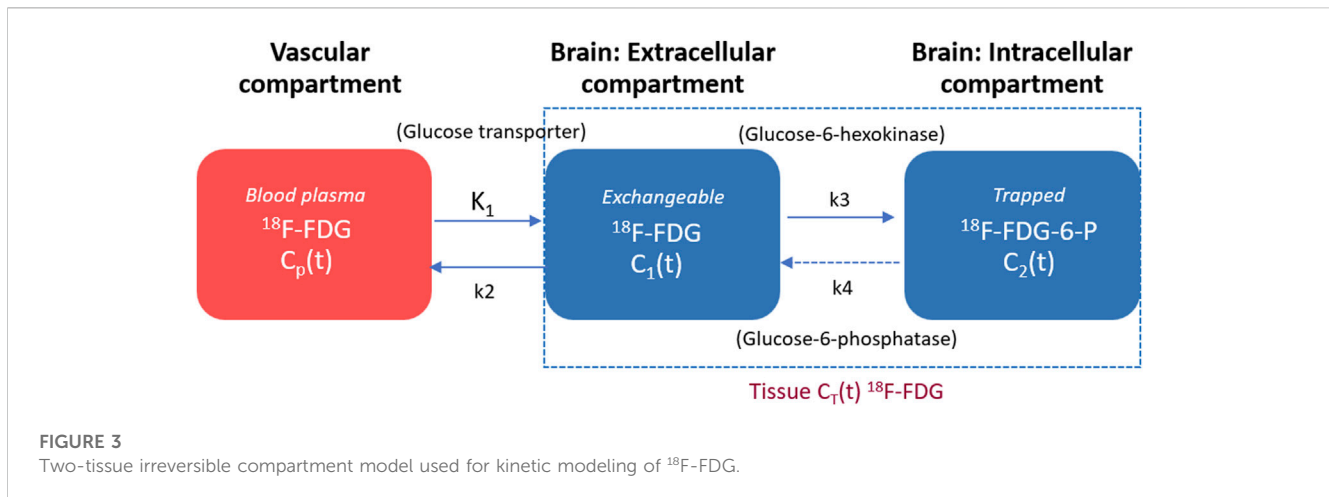 Vascular
compartment
Brain: Extracellular
compartment
Brain: Intracellular
compartment
(Glucose transporter)
(Glucose-6-hexokinase)
Blood plasma
¹⁸F-FDG
Cₚ(t)
K₁
k2
Exchangeable
¹⁸F-FDG
C₁(t)
k3
k4
Trapped
¹⁸F-FDG-6-P
C₂(t)
(Glucose-6-phosphatase)
Tissue C_T(t) ¹⁸F-FDG
FIGURE 3
Two-tissue irreversible compartment model used for kinetic modeling of ¹⁸F-FDG.